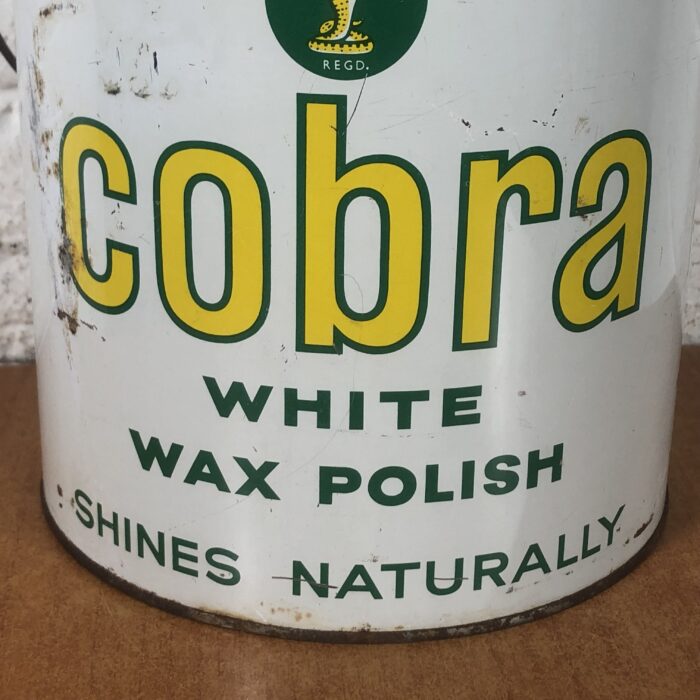 REGD.
cobra
WHITE
WAX POLISH
SHINES NATURALLY